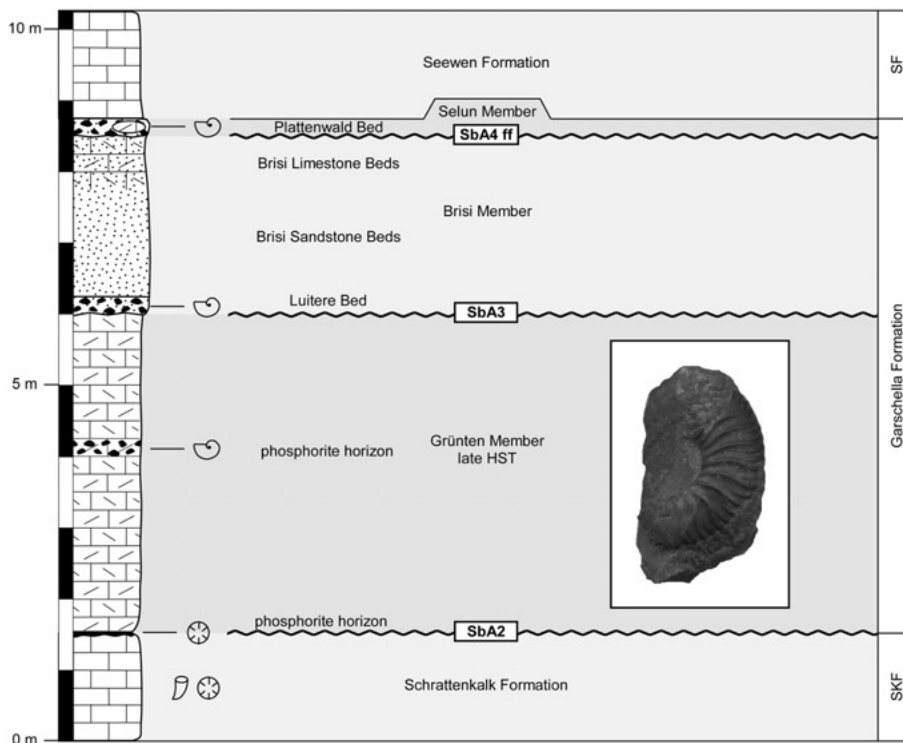 10 m
Seewen Formation
SF
Selun Member
Plattenwald Bed
SbA4 ff
Brisi Limestone Beds
Brisi Member
Brisi Sandstone Beds
Luitere Bed
SbA3
Garschella Formation
5 m
Grünten Member
late HST
phosphorite horizon
phosphorite horizon
SbA2
Schrattenkalk Formation
SKF
0 m